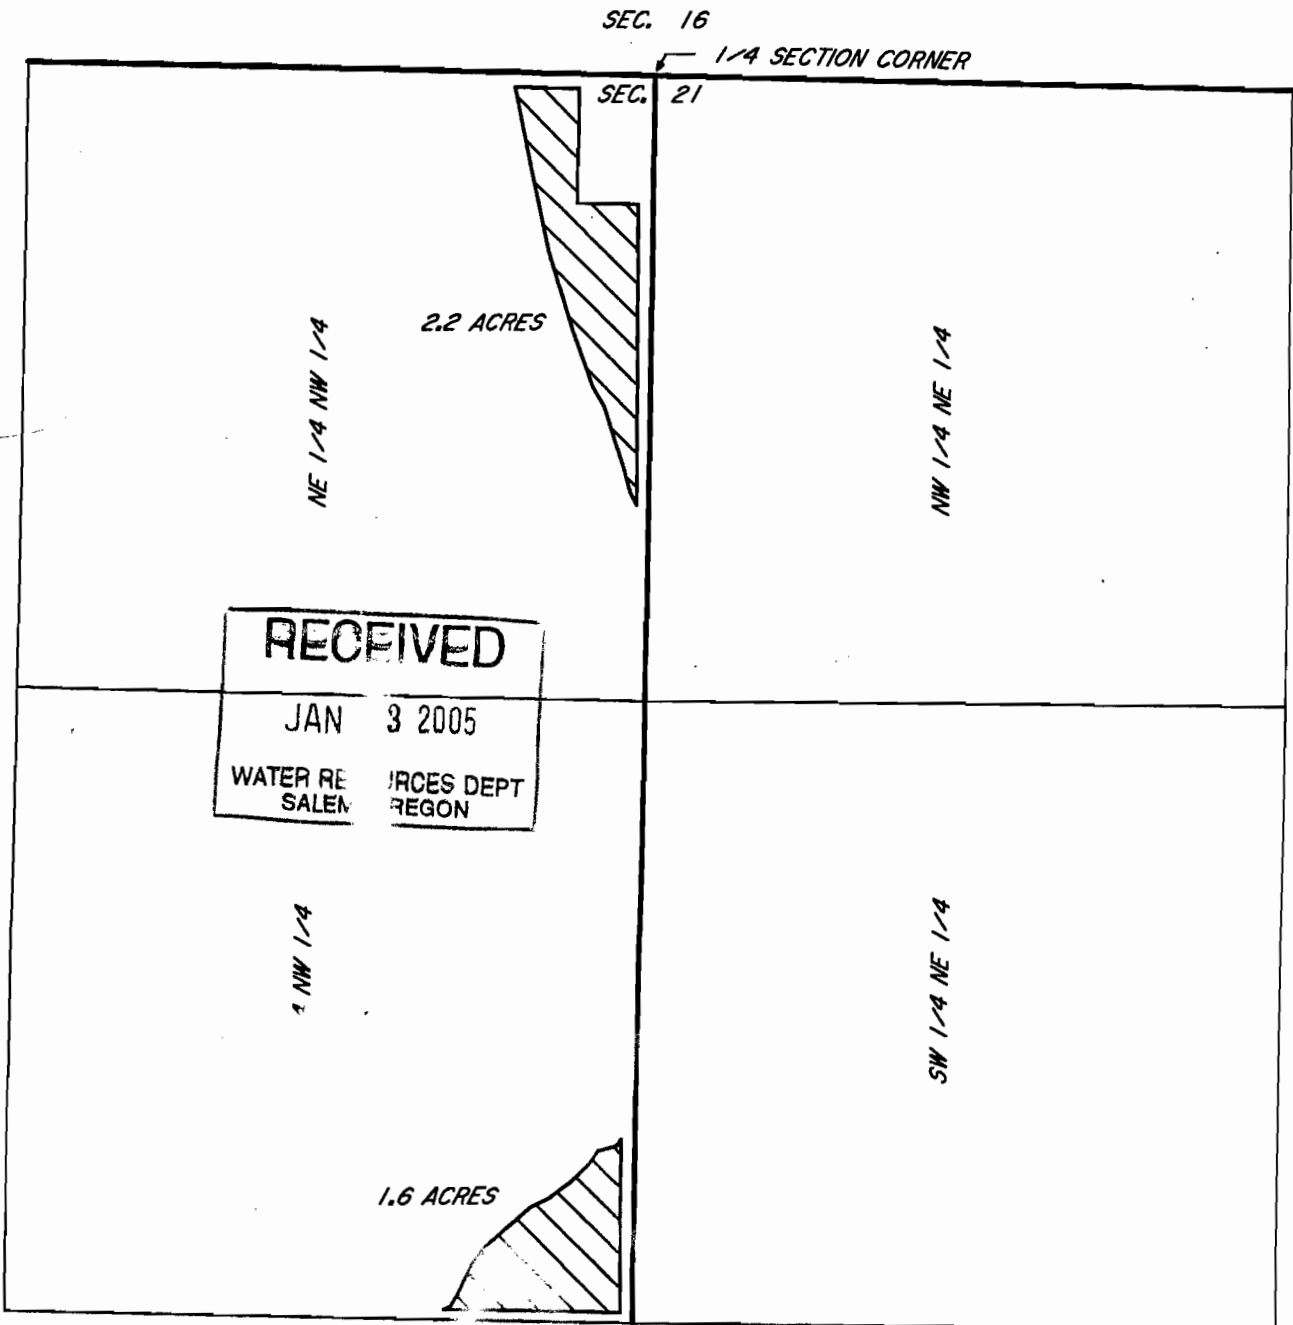 SEC. 16
1/4 SECTION CORNER
SEC. 21
2.2 ACRES
NE 1/4 NW 1/4
NW 1/4 NE 1/4
RECEIVED
JAN 3 2005
WATER RE URCES DEPT
SALEM REGON
NW 1/4
SW 1/4 NE 1/4
1.6 ACRES